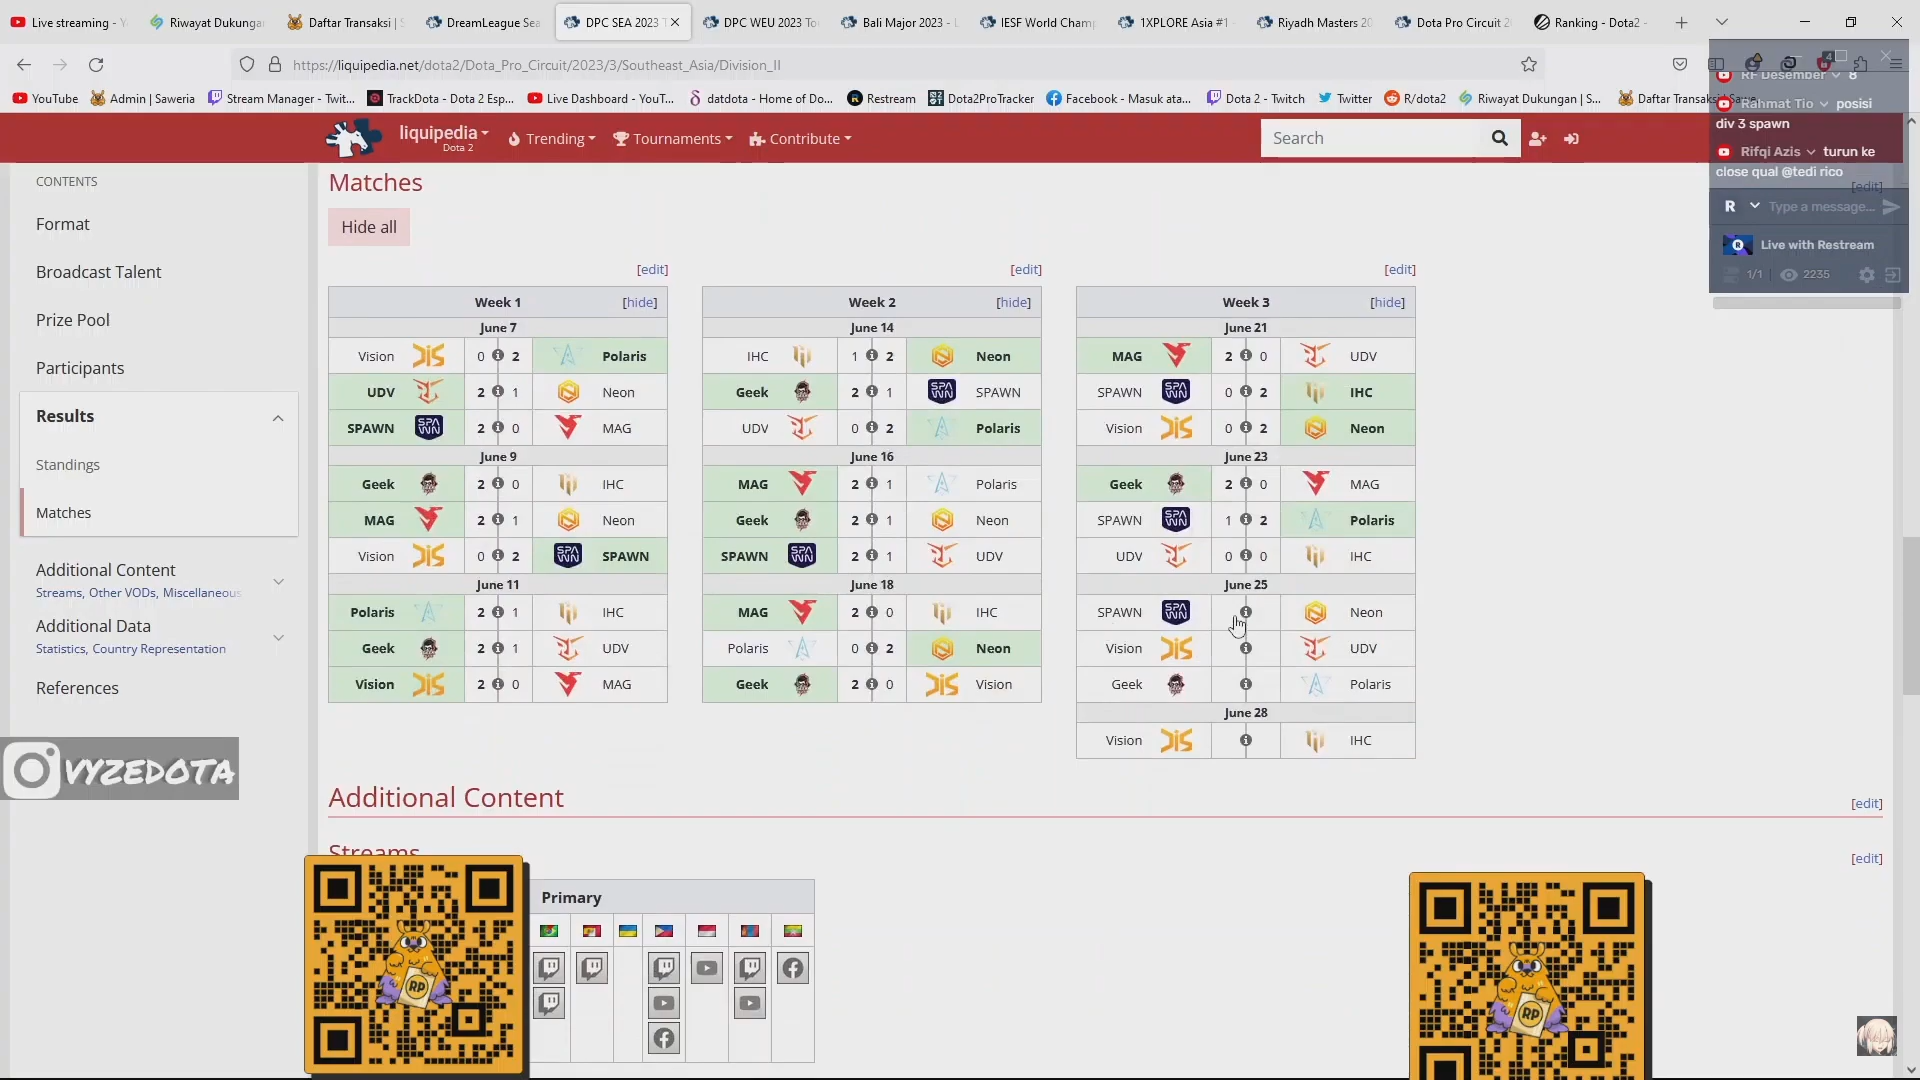 Live streaming -
Riwayat Dukungan
Daftar Transaksi | S
DreamLeague Sea
DPC SEA 2023 T
DPC WEU 2023 To
Bali Major 2023 - L
IESF World Champ
1XPLORE Asia #1 -
Riyadh Masters 20
Dota Pro Circuit 2
Ranking - Dota2 -
https://liquipedia.net/dota2/Dota_Pro_Circuit/2023/3/Southeast_Asia/Division_II
YouTube
Admin | Saweria
Stream Manager - Twit...
TrackDota - Dota 2 Esp...
Live Dashboard - YouT...
datdota - Home of Do...
Restream
Dota2ProTracker
Facebook - Masuk ata...
Dota 2 - Twitch
Twitter
R/dota2
Riwayat Dukungan | S...
Daftar Transaksi
liquipedia
Dota 2
Trending
Tournaments
Contribute
Search
RF Desember 8
Rahmat Tio posisi
div 3 spawn
Rifqi Azis turun ke
close qual @tedi rico
R Type a message...
Live with Restream
1/1 2235
CONTENTS
Format
Broadcast Talent
Prize Pool
Participants
Results
Standings
Matches
Additional Content
Streams, Other VODs, Miscellaneous
Additional Data
Statistics, Country Representation
References
VYZEDOTA
Matches
[edit]
Hide all
[edit]
Week 1 [hide]
June 7
Vision 0 2 Polaris
UDV 2 1 Neon
SPAWN 2 0 MAG
June 9
Geek 2 0 IHC
MAG 2 1 Neon
Vision 0 2 SPAWN
June 11
Polaris 2 1 IHC
Geek 2 1 UDV
Vision 2 0 MAG
[edit]
Week 2 [hide]
June 14
IHC 1 2 Neon
Geek 2 1 SPAWN
UDV 0 2 Polaris
June 16
MAG 2 1 Polaris
Geek 2 1 Neon
SPAWN 2 1 UDV
June 18
MAG 2 0 IHC
Polaris 0 2 Neon
Geek 2 0 Vision
[edit]
Week 3 [hide]
June 21
MAG 2 0 UDV
SPAWN 0 2 IHC
Vision 0 2 Neon
June 23
Geek 2 0 MAG
SPAWN 1 2 Polaris
UDV 0 0 IHC
June 25
SPAWN Neon
Vision UDV
Geek Polaris
June 28
Vision IHC
Additional Content
[edit]
Streams
[edit]
Primary
RP
RP